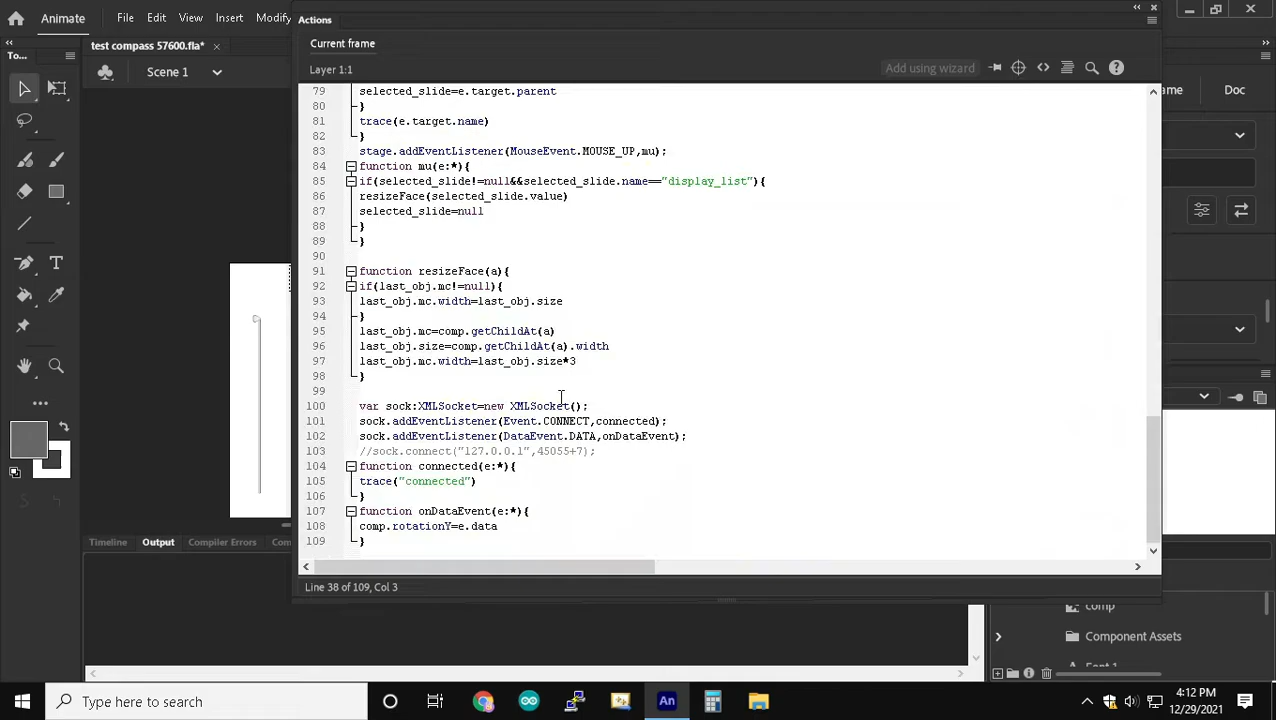 Animate
File Edit View Insert Modify
test compass 57600.fla*
Scene 1
To...
Actions
Current frame
Layer 1:1
Add using wizard
79 selected_slide=e.target.parent
80 }
81 trace(e.target.name)
82 }
83 stage.addEventListener(MouseEvent.MOUSE_UP,mu);
84 function mu(e:*){
85 if(selected_slide!=null&&selected_slide.name=="display_list"){
86 resizeFace(selected_slide.value)
87 selected_slide=null
88 }
89 }
90
91 function resizeFace(a){
92 if(last_obj.mc!=null){
93 last_obj.mc.width=last_obj.size
94 }
95 last_obj.mc=comp.getChildAt(a)
96 last_obj.size=comp.getChildAt(a).width
97 last_obj.mc.width=last_obj.size*3
98 }
99
100 var sock:XMLSocket=new XMLSocket();
101 sock.addEventListener(Event.CONNECT,connected);
102 sock.addEventListener(DataEvent.DATA,onDataEvent);
103 //sock.connect("127.0.0.1",45055+7);
104 function connected(e:*){
105 trace("connected")
106 }
107 function onDataEvent(e:*){
108 comp.rotationY=e.data
109 }
Line 38 of 109, Col 3
Timeline Output Compiler Errors Com
ame Doc
comp
Component Assets
Font 1
Type here to search
An
4:12 PM
12/29/2021